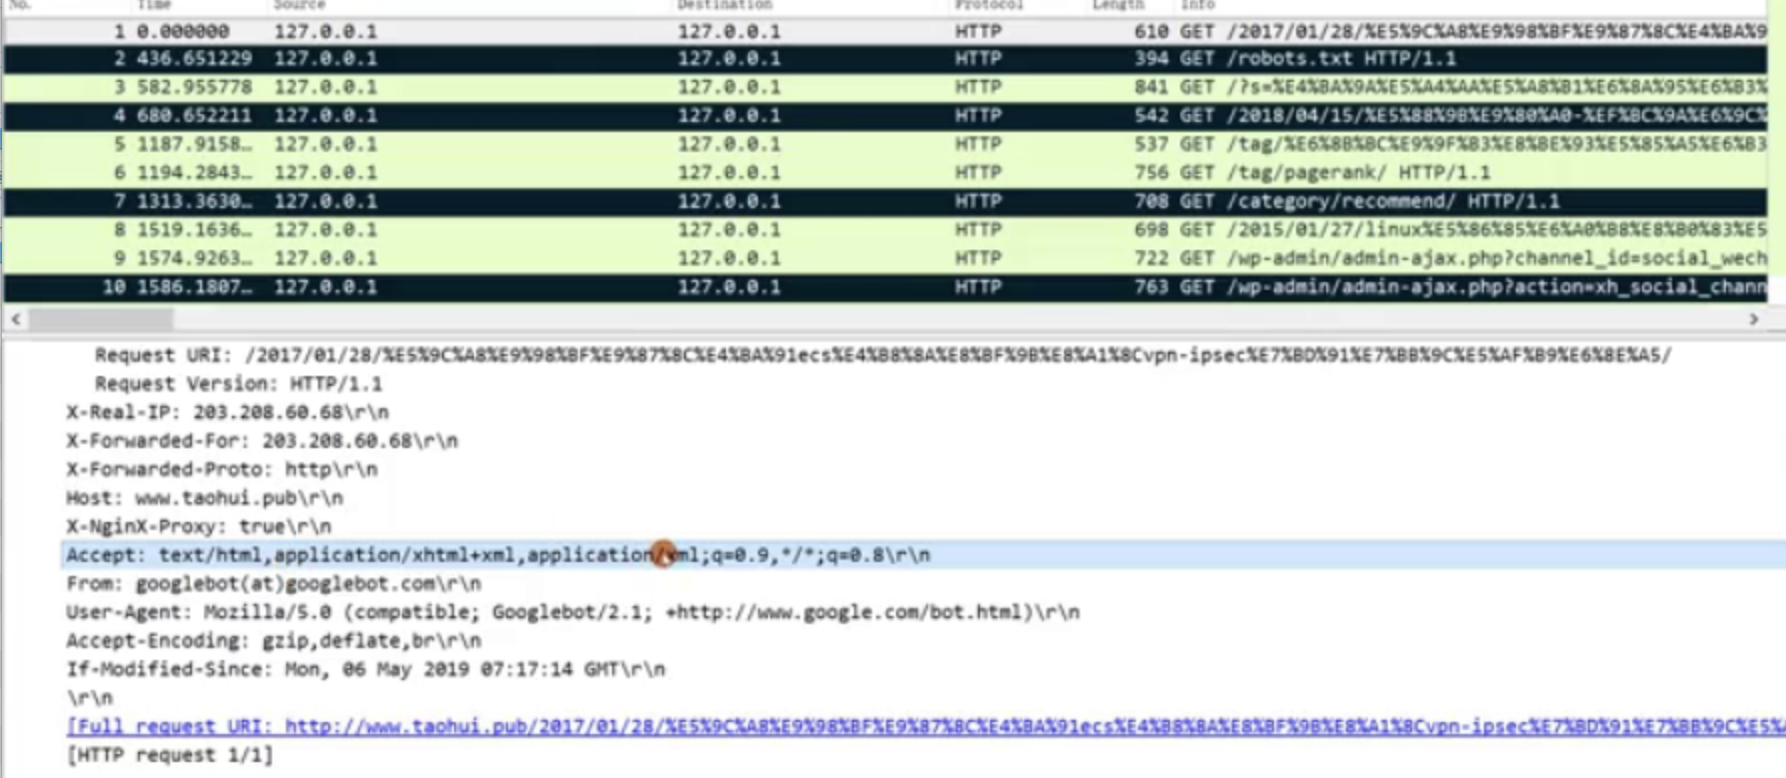 No. Time Source Destination Protocol Length Info
1 0.000000 127.0.0.1 127.0.0.1 HTTP 610 GET /2017/01/28/%E5%9C%A8%E9%98%BF%E9%87%8C%E4%BA%9
2 436.651229 127.0.0.1 127.0.0.1 HTTP 394 GET /robots.txt HTTP/1.1
3 582.955778 127.0.0.1 127.0.0.1 HTTP 841 GET /?s=%E4%BA%9A%E5%A4%AA%E5%A8%B1%E6%8A%95%E6%B3%
4 680.652211 127.0.0.1 127.0.0.1 HTTP 542 GET /2018/04/15/%E5%88%9B%E9%80%A0-%EF%BC%9A%E6%9C%
5 1187.9158… 127.0.0.1 127.0.0.1 HTTP 537 GET /tag/%E6%8B%BC%E9%9F%B3%E8%BE%93%E5%85%A5%E6%B3
6 1194.2843… 127.0.0.1 127.0.0.1 HTTP 756 GET /tag/pagerank/ HTTP/1.1
7 1313.3630… 127.0.0.1 127.0.0.1 HTTP 708 GET /category/recommend/ HTTP/1.1
8 1519.1636… 127.0.0.1 127.0.0.1 HTTP 698 GET /2015/01/27/linux%E5%86%85%E6%A0%B8%E8%B0%83%E5
9 1574.9263… 127.0.0.1 127.0.0.1 HTTP 722 GET /wp-admin/admin-ajax.php?channel_id=social_wech
10 1586.1807… 127.0.0.1 127.0.0.1 HTTP 763 GET /wp-admin/admin-ajax.php?action=xh_social_chann
Request URI: /2017/01/28/%E5%9C%A8%E9%98%BF%E9%87%8C%E4%BA%91ecs%E4%B8%8A%E8%BF%9B%E8%A1%8Cvpn-ipsec%E7%BD%91%E7%BB%9C%E5%AF%B9%E6%8E%A5/
Request Version: HTTP/1.1
X-Real-IP: 203.208.60.68\r\n
X-Forwarded-For: 203.208.60.68\r\n
X-Forwarded-Proto: http\r\n
Host: www.taohui.pub\r\n
X-NginX-Proxy: true\r\n
Accept: text/html,application/xhtml+xml,application/xml;q=0.9,*/*;q=0.8\r\n
From: googlebot(at)googlebot.com\r\n
User-Agent: Mozilla/5.0 (compatible; Googlebot/2.1; +http://www.google.com/bot.html)\r\n
Accept-Encoding: gzip,deflate,br\r\n
If-Modified-Since: Mon, 06 May 2019 07:17:14 GMT\r\n
\r\n
[Full request URI: http://www.taohui.pub/2017/01/28/%E5%9C%A8%E9%98%BF%E9%87%8C%E4%BA%91ecs%E4%B8%8A%E8%BF%9B%E8%A1%8Cvpn-ipsec%E7%BD%91%E7%BB%9C%E5%A
[HTTP request 1/1]